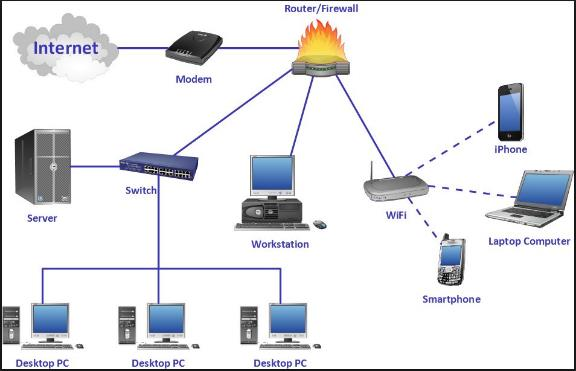 Router/Firewall
Internet
Modem
iPhone
Switch
Server
WiFi
Workstation
Laptop Computer
Smartphone
Desktop PC
Desktop PC
Desktop PC